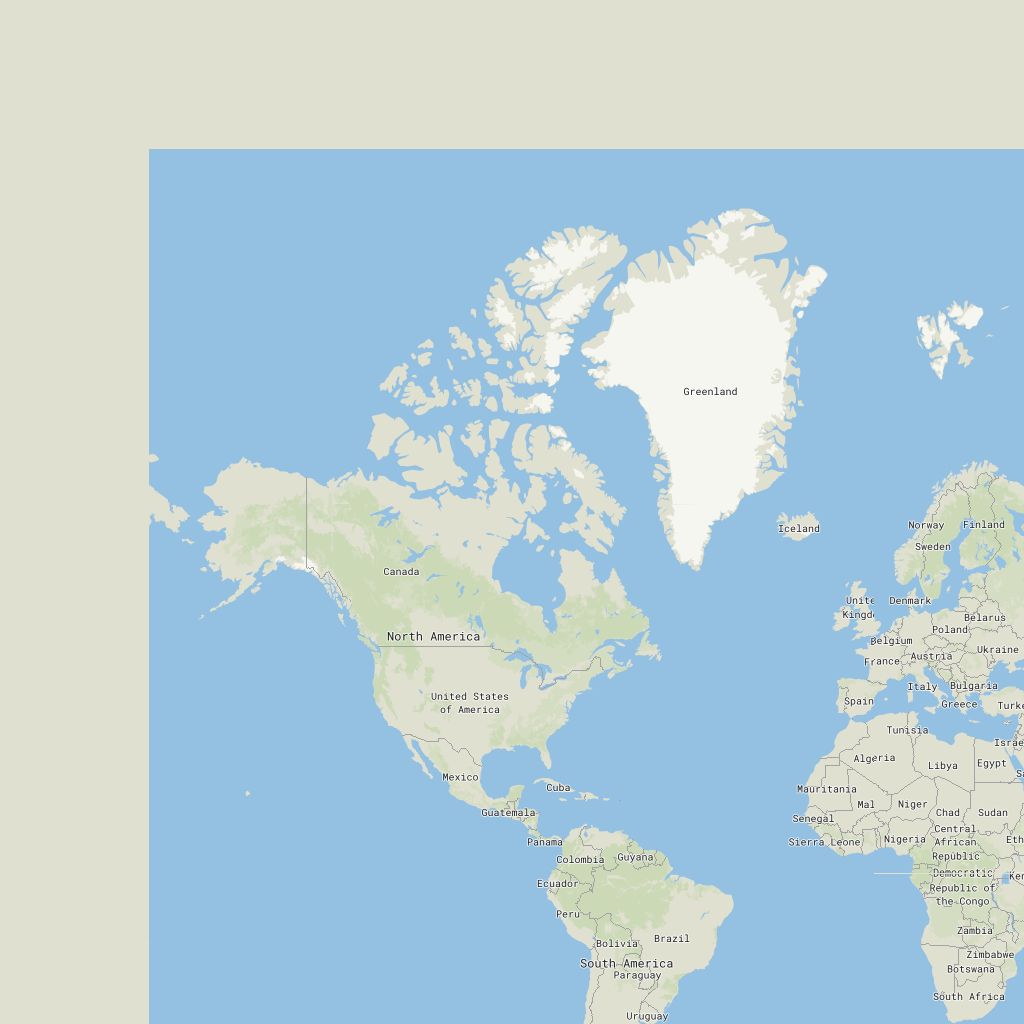 Greenland
Iceland
Norway
Finland
Sweden
Canada
Denmark
Belarus
Poland
North America
Belgium
Ukraine
Austria
France
Italy
Bulgaria
United States
of America
Spain
Greece
Turke
Tunisia
Israe
Algeria
Libya
Egypt
Mexico
Cuba
Mauritania
Mal
Niger
Chad
Sudan
Guatemala
Senegal
Central
African
Republic
Nigeria
Eth
Sierra Leone
Panama
Guyana
Colombia
Democratic
Republic of
the Congo
Ken
Ecuador
Peru
Zambia
Brazil
Bolivia
Zimbabwe
South America
Botswana
Paraguay
South Africa
Uruguay